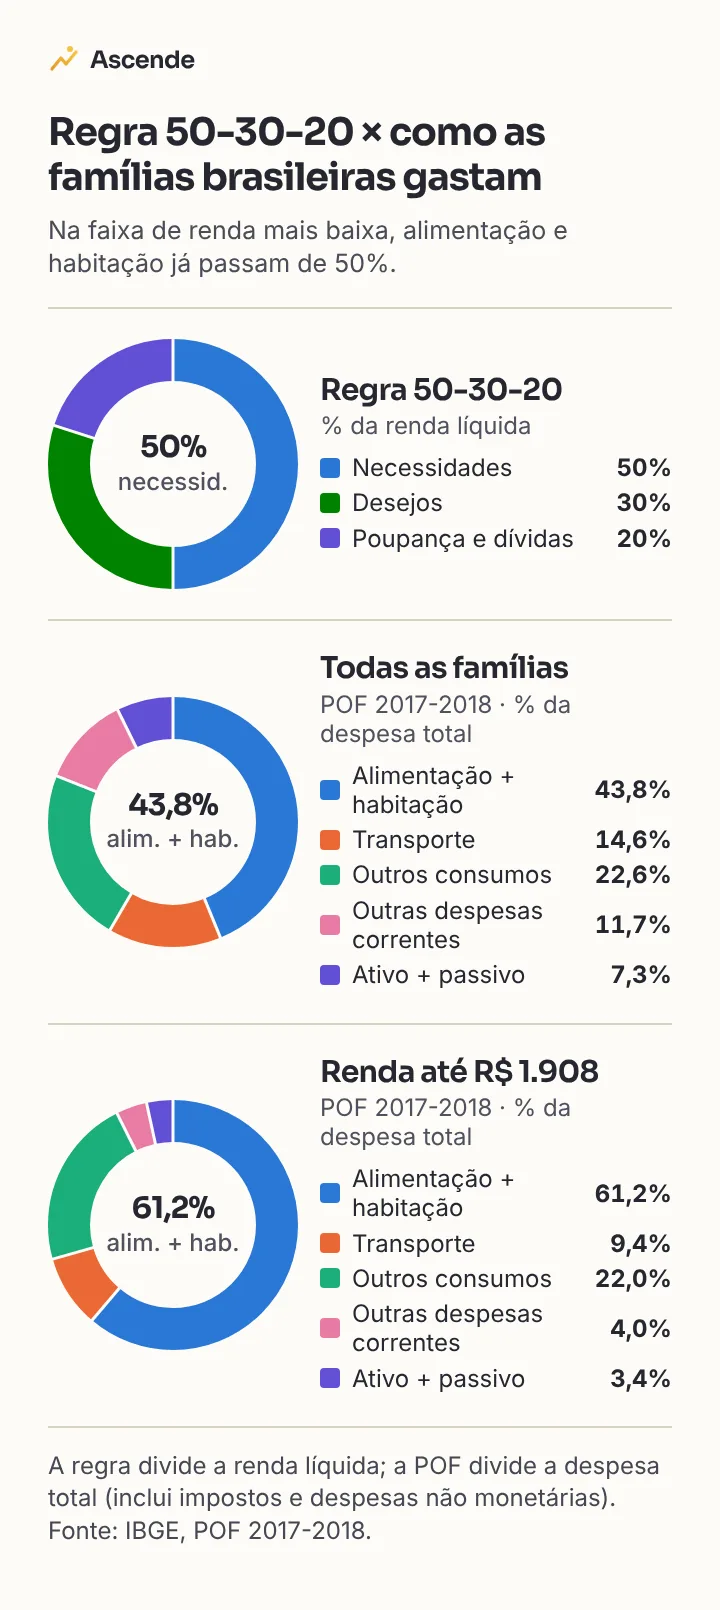 Ascende
Regra 50-30-20 × como as
famílias brasileiras gastam
Na faixa de renda mais baixa, alimentação e
habitação já passam de 50%.
50%
necessid.
Regra 50-30-20
% da renda líquida
Necessidades 50%
Desejos 30%
Poupança e dívidas 20%
43,8%
alim. + hab.
Todas as famílias
POF 2017-2018 · % da
despesa total
Alimentação +
habitação 43,8%
Transporte 14,6%
Outros consumos 22,6%
Outras despesas
correntes 11,7%
Ativo + passivo 7,3%
61,2%
alim. + hab.
Renda até R$ 1.908
POF 2017-2018 · % da
despesa total
Alimentação +
habitação 61,2%
Transporte 9,4%
Outros consumos 22,0%
Outras despesas
correntes 4,0%
Ativo + passivo 3,4%
A regra divide a renda líquida; a POF divide a despesa
total (inclui impostos e despesas não monetárias).
Fonte: IBGE, POF 2017-2018.